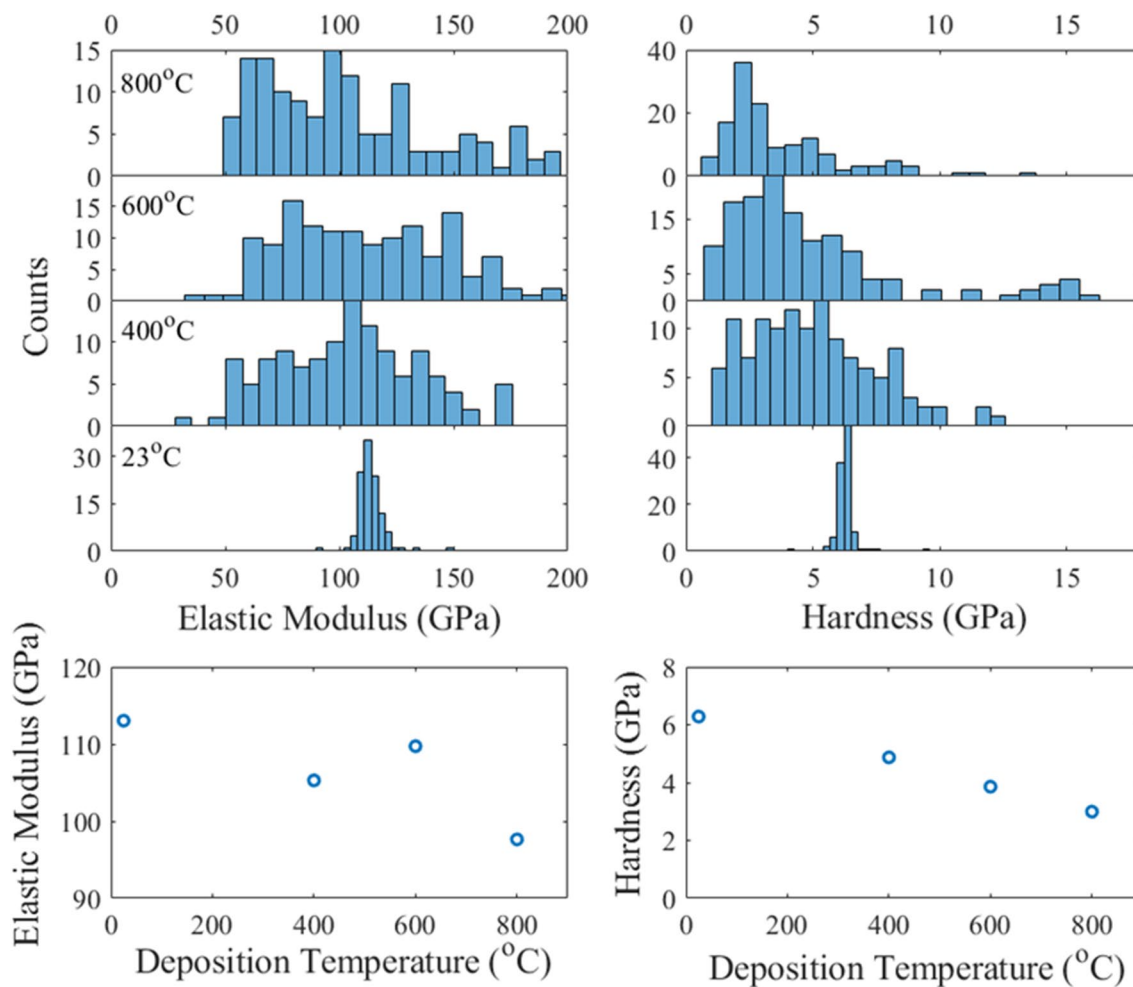 0 50 100 150 200
0 5 10 15
15
10
5
0
800°C
40
20
0
15
10
5
0
600°C
15
5
0
Counts
10
5
0
400°C
10
5
0
30
15
0
23°C
40
20
0
0 50 100 150 200
0 5 10 15
Elastic Modulus (GPa)
Hardness (GPa)
Elastic Modulus (GPa)
120
110
100
90
0 200 400 600 800
Deposition Temperature (°C)
Hardness (GPa)
8
6
4
2
0
0 200 400 600 800
Deposition Temperature (°C)